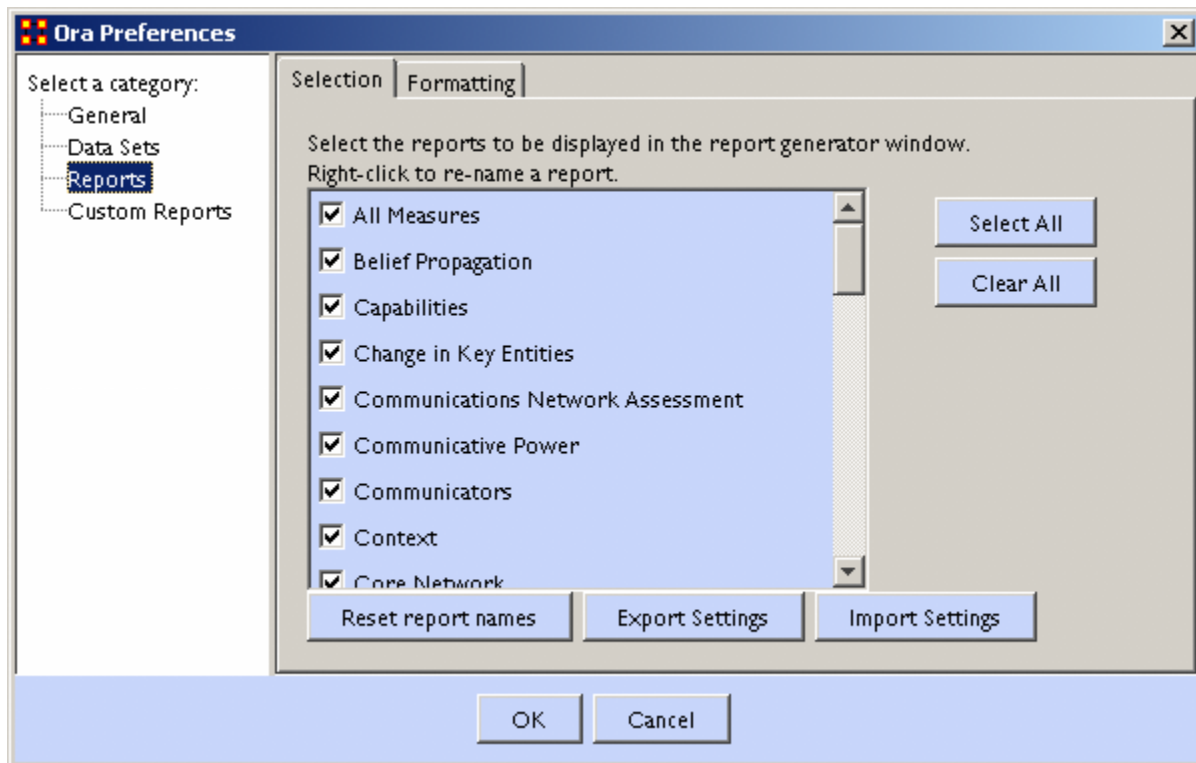 Ora Preferences
Select a category:
General
Data Sets
Reports
Custom Reports
Selection
Formatting
Select the reports to be displayed in the report generator window.
Right-click to re-name a report.
All Measures
Belief Propagation
Capabilities
Change in Key Entities
Communications Network Assessment
Communicative Power
Communicators
Context
Core Network
Select All
Clear All
Reset report names
Export Settings
Import Settings
OK
Cancel